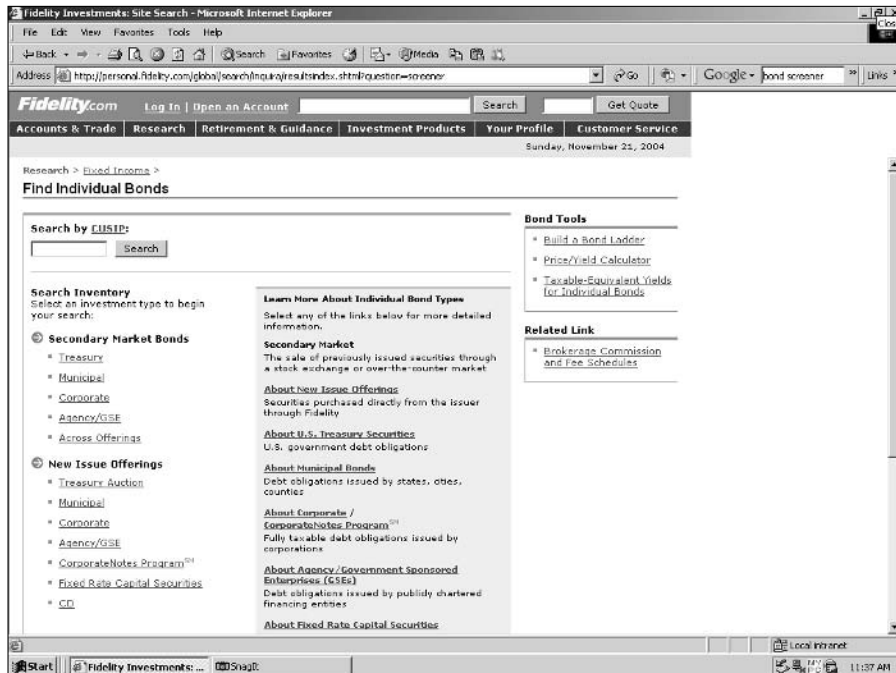 Fidelity Investments: Site Search - Microsoft Internet Explorer
Clos
File Edit View Favorites Tools Help
Back Search Favorites Media
Address http://personal.fidelity.com/global/search/inquira/resultsindex.shtml?question=screener Go Google bond screener Links
Fidelity.com Log In | Open an Account Search Get Quote
Accounts & Trade Research Retirement & Guidance Investment Products Your Profile Customer Service
Sunday, November 21, 2004
Research > Fixed Income >
Find Individual Bonds
Search by CUSIP:
Search
Search Inventory
Select an investment type to begin
your search:
Secondary Market Bonds
Treasury
Municipal
Corporate
Agency/GSE
Across Offerings
New Issue Offerings
Treasury Auction
Municipal
Corporate
Agency/GSE
CorporateNotes Program℠
Fixed Rate Capital Securities
CD
Learn More About Individual Bond Types
Select any of the links below for more detailed
information.
Secondary Market
The sale of previously issued securities through
a stock exchange or over-the-counter market
About New Issue Offerings
Securities purchased directly from the issuer
through Fidelity
About U.S. Treasury Securities
U.S. government debt obligations
About Municipal Bonds
Debt obligations issued by states, cities,
counties
About Corporate /
CorporateNotes Program℠
Fully taxable debt obligations issued by
corporations
About Agency/Government Sponsored
Enterprises (GSEs)
Debt obligations issued by publicly chartered
financing entities
About Fixed Rate Capital Securities
Bond Tools
Build a Bond Ladder
Price/Yield Calculator
Taxable-Equivalent Yields
for Individual Bonds
Related Link
Brokerage Commission
and Fee Schedules
Local intranet
Start Fidelity Investments: ... SnagIt 11:37 AM